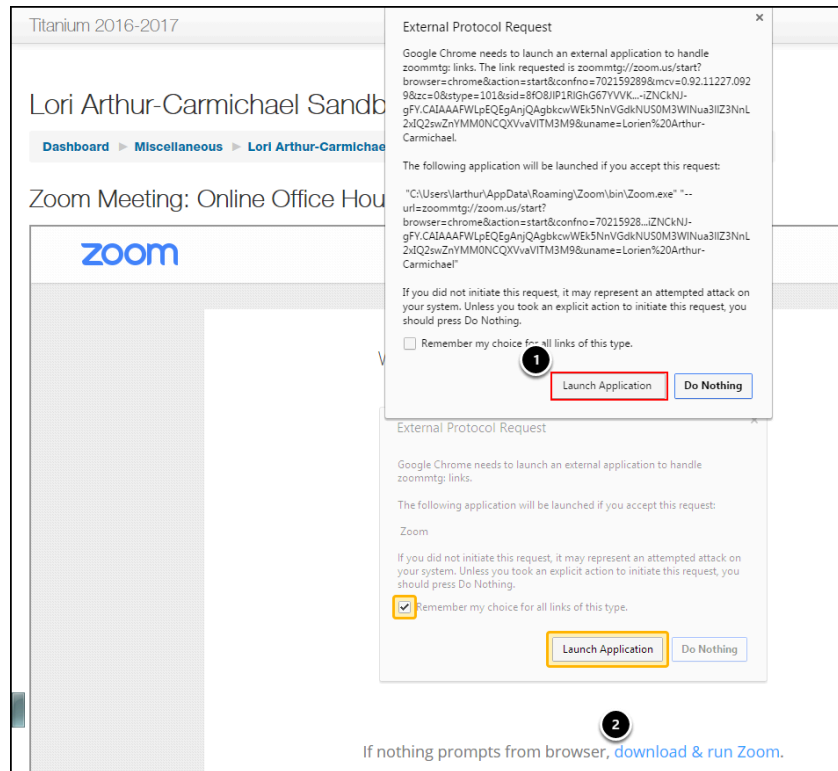 Titanium 2016-2017
Lori Arthur-Carmichael Sandb
Dashboard ▶ Miscellaneous ▶ Lori Arthur-Carmichae
Zoom Meeting: Online Office Hou
zoom
W
×
External Protocol Request
Google Chrome needs to launch an external application to handle
zoommtg: links. The link requested is zoommtg://zoom.us/start?
browser=chrome&action=start&confno=702159289&mcv=0.92.11227.092
9&zc=0&stype=101&sid=8fO8JIP1RlGhG67YVVK...-iZNCkNJ-
gFY.CAIAAAFWLpEQEgAnjQAgbkcwWEk5NnVGdkNUS0M3WlNua3llZ3NnL
2xIQ2swZnYMM0NCQXVvaVlTM3M9&uname=Lorien%20Arthur-
Carmichael.
The following application will be launched if you accept this request:
"C:\Users\larthur\AppData\Roaming\Zoom\bin\Zoom.exe" "--
url=zoommtg://zoom.us/start?
browser=chrome&action=start&confno=70215928...iZNCkNJ-
gFY.CAIAAAFWLpEQEgAnjQAgbkcwWEk5NnVGdkNUS0M3WlNua3llZ3NnL
2xIQ2swZnYMM0NCQXVvaVlTM3M9&uname=Lorien%20Arthur-
Carmichael"
If you did not initiate this request, it may represent an attempted attack on
your system. Unless you took an explicit action to initiate this request, you
should press Do Nothing.
Remember my choice for all links of this type.
1
Launch Application Do Nothing
×
External Protocol Request
Google Chrome needs to launch an external application to handle
zoommtg: links.
The following application will be launched if you accept this request:
Zoom
If you did not initiate this request, it may represent an attempted attack on
your system. Unless you took an explicit action to initiate this request, you
should press Do Nothing.
Remember my choice for all links of this type.
Launch Application Do Nothing
2
If nothing prompts from browser, download & run Zoom.